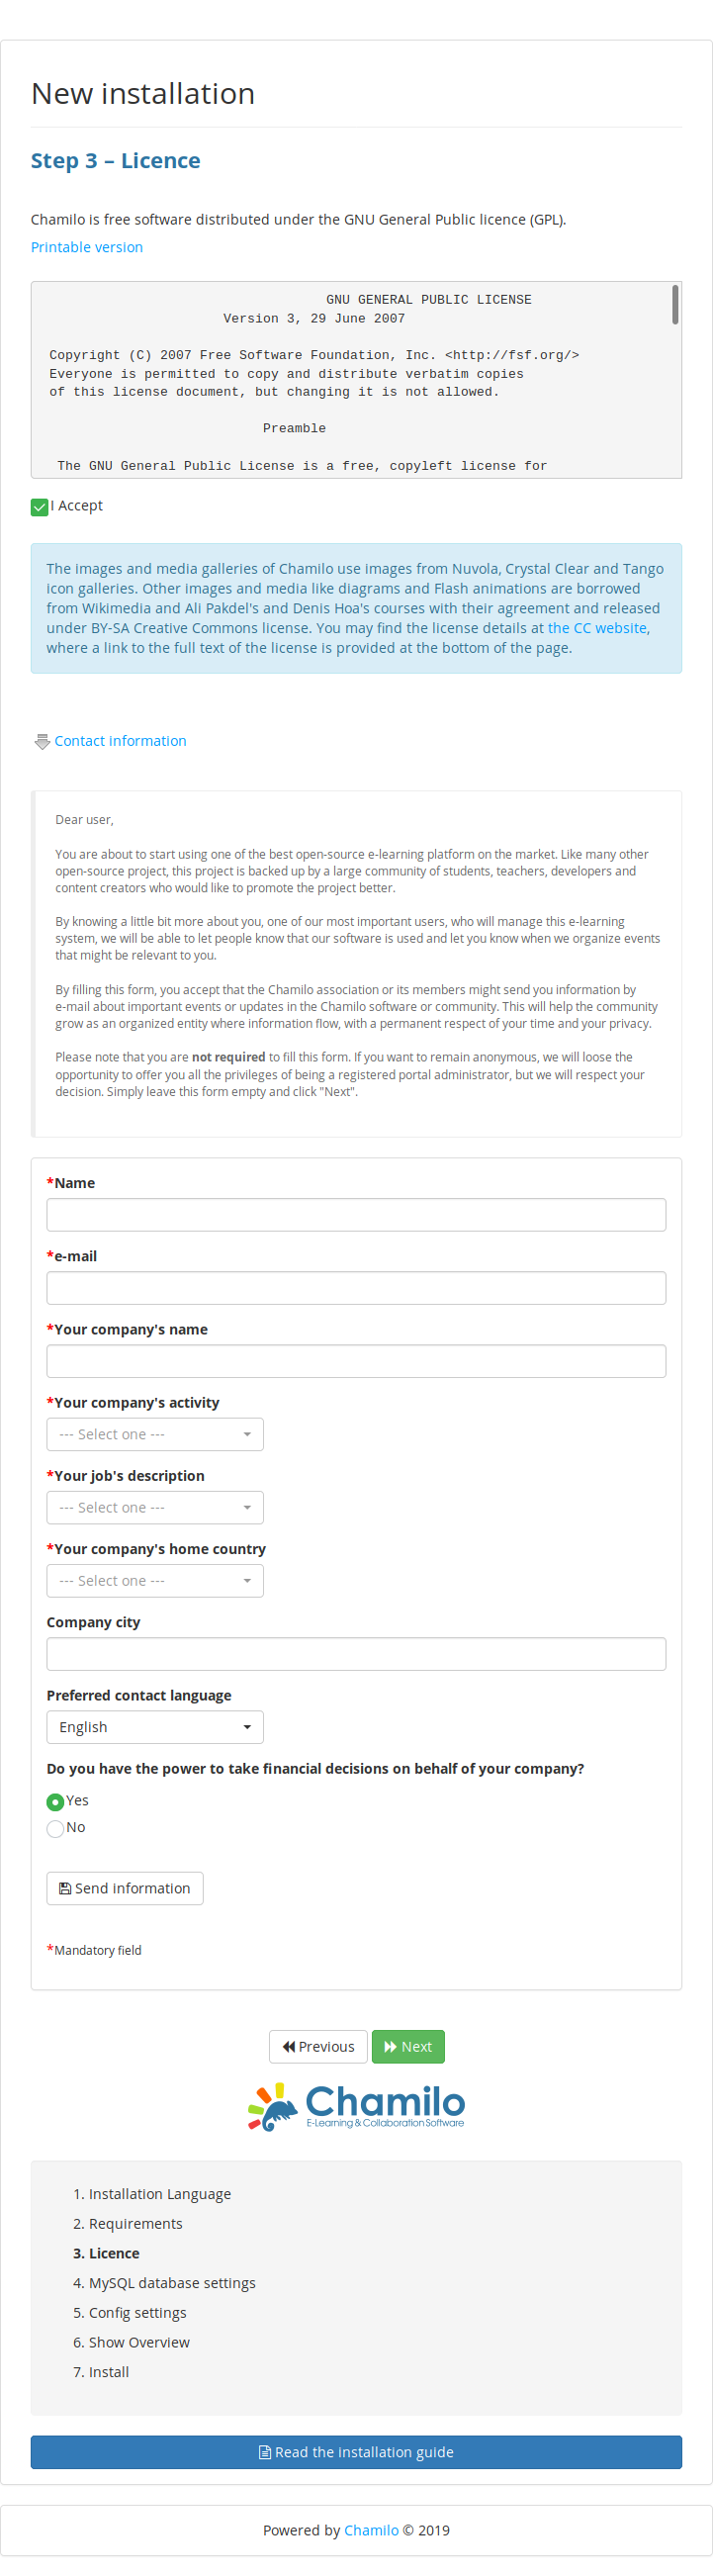 New installation
Step 3 – Licence
Chamilo is free software distributed under the GNU General Public licence (GPL).
Printable version
GNU GENERAL PUBLIC LICENSE
Version 3, 29 June 2007
Copyright (C) 2007 Free Software Foundation, Inc. <http://fsf.org/>
Everyone is permitted to copy and distribute verbatim copies
of this license document, but changing it is not allowed.
Preamble
The GNU General Public License is a free, copyleft license for
I Accept
The images and media galleries of Chamilo use images from Nuvola, Crystal Clear and Tango
icon galleries. Other images and media like diagrams and Flash animations are borrowed
from Wikimedia and Ali Pakdel's and Denis Hoa's courses with their agreement and released
under BY-SA Creative Commons license. You may find the license details at the CC website,
where a link to the full text of the license is provided at the bottom of the page.
Contact information
Dear user,
You are about to start using one of the best open-source e-learning platform on the market. Like many other
open-source project, this project is backed up by a large community of students, teachers, developers and
content creators who would like to promote the project better.
By knowing a little bit more about you, one of our most important users, who will manage this e-learning
system, we will be able to let people know that our software is used and let you know when we organize events
that might be relevant to you.
By filling this form, you accept that the Chamilo association or its members might send you information by
e-mail about important events or updates in the Chamilo software or community. This will help the community
grow as an organized entity where information flow, with a permanent respect of your time and your privacy.
Please note that you are not required to fill this form. If you want to remain anonymous, we will loose the
opportunity to offer you all the privileges of being a registered portal administrator, but we will respect your
decision. Simply leave this form empty and click "Next".
*Name
*e-mail
*Your company's name
*Your company's activity
--- Select one ---
*Your job's description
--- Select one ---
*Your company's home country
--- Select one ---
Company city
Preferred contact language
English
Do you have the power to take financial decisions on behalf of your company?
Yes
No
Send information
*Mandatory field
Previous Next
Chamilo
E-Learning & Collaboration Software
1. Installation Language
2. Requirements
3. Licence
4. MySQL database settings
5. Config settings
6. Show Overview
7. Install
Read the installation guide
Powered by Chamilo © 2019